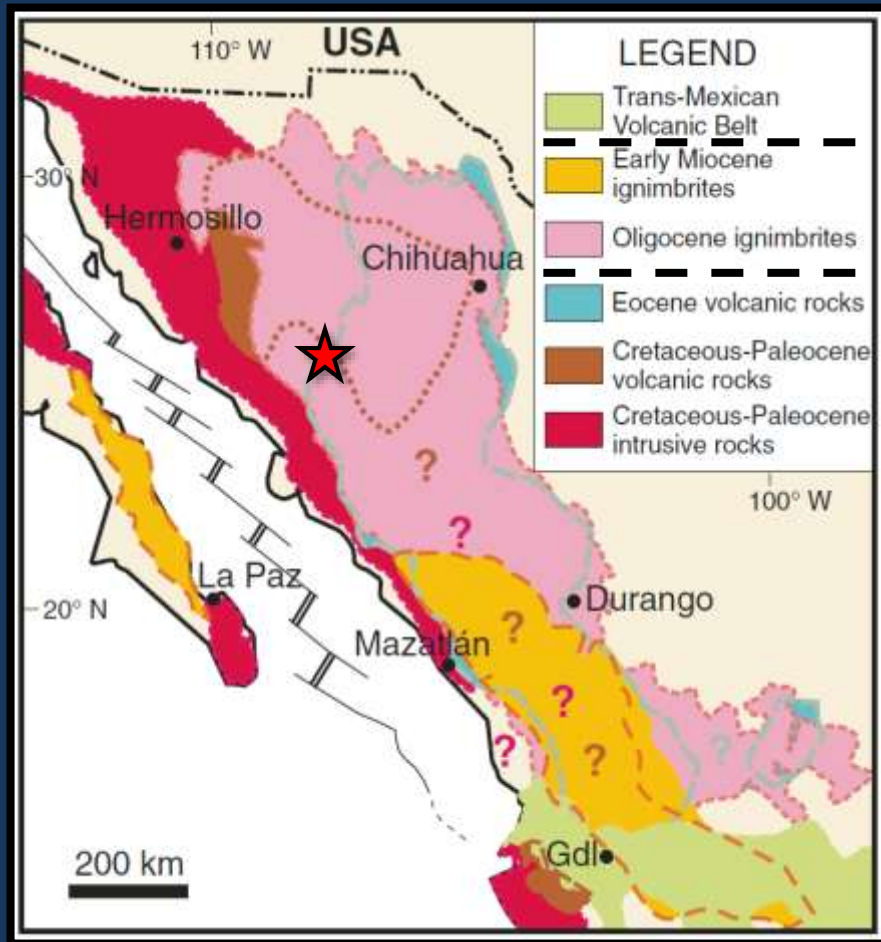 110° W
USA
LEGEND
Trans-Mexican
Volcanic Belt
Early Miocene
ignimbrites
Oligocene ignimbrites
Eocene volcanic rocks
Cretaceous-Paleocene
volcanic rocks
Cretaceous-Paleocene
intrusive rocks
30° N
Hermosillo
Chihuahua
?
100° W
?
La Paz
20° N
Durango
?
Mazatlán
?
?
?
?
Gdl
200 km